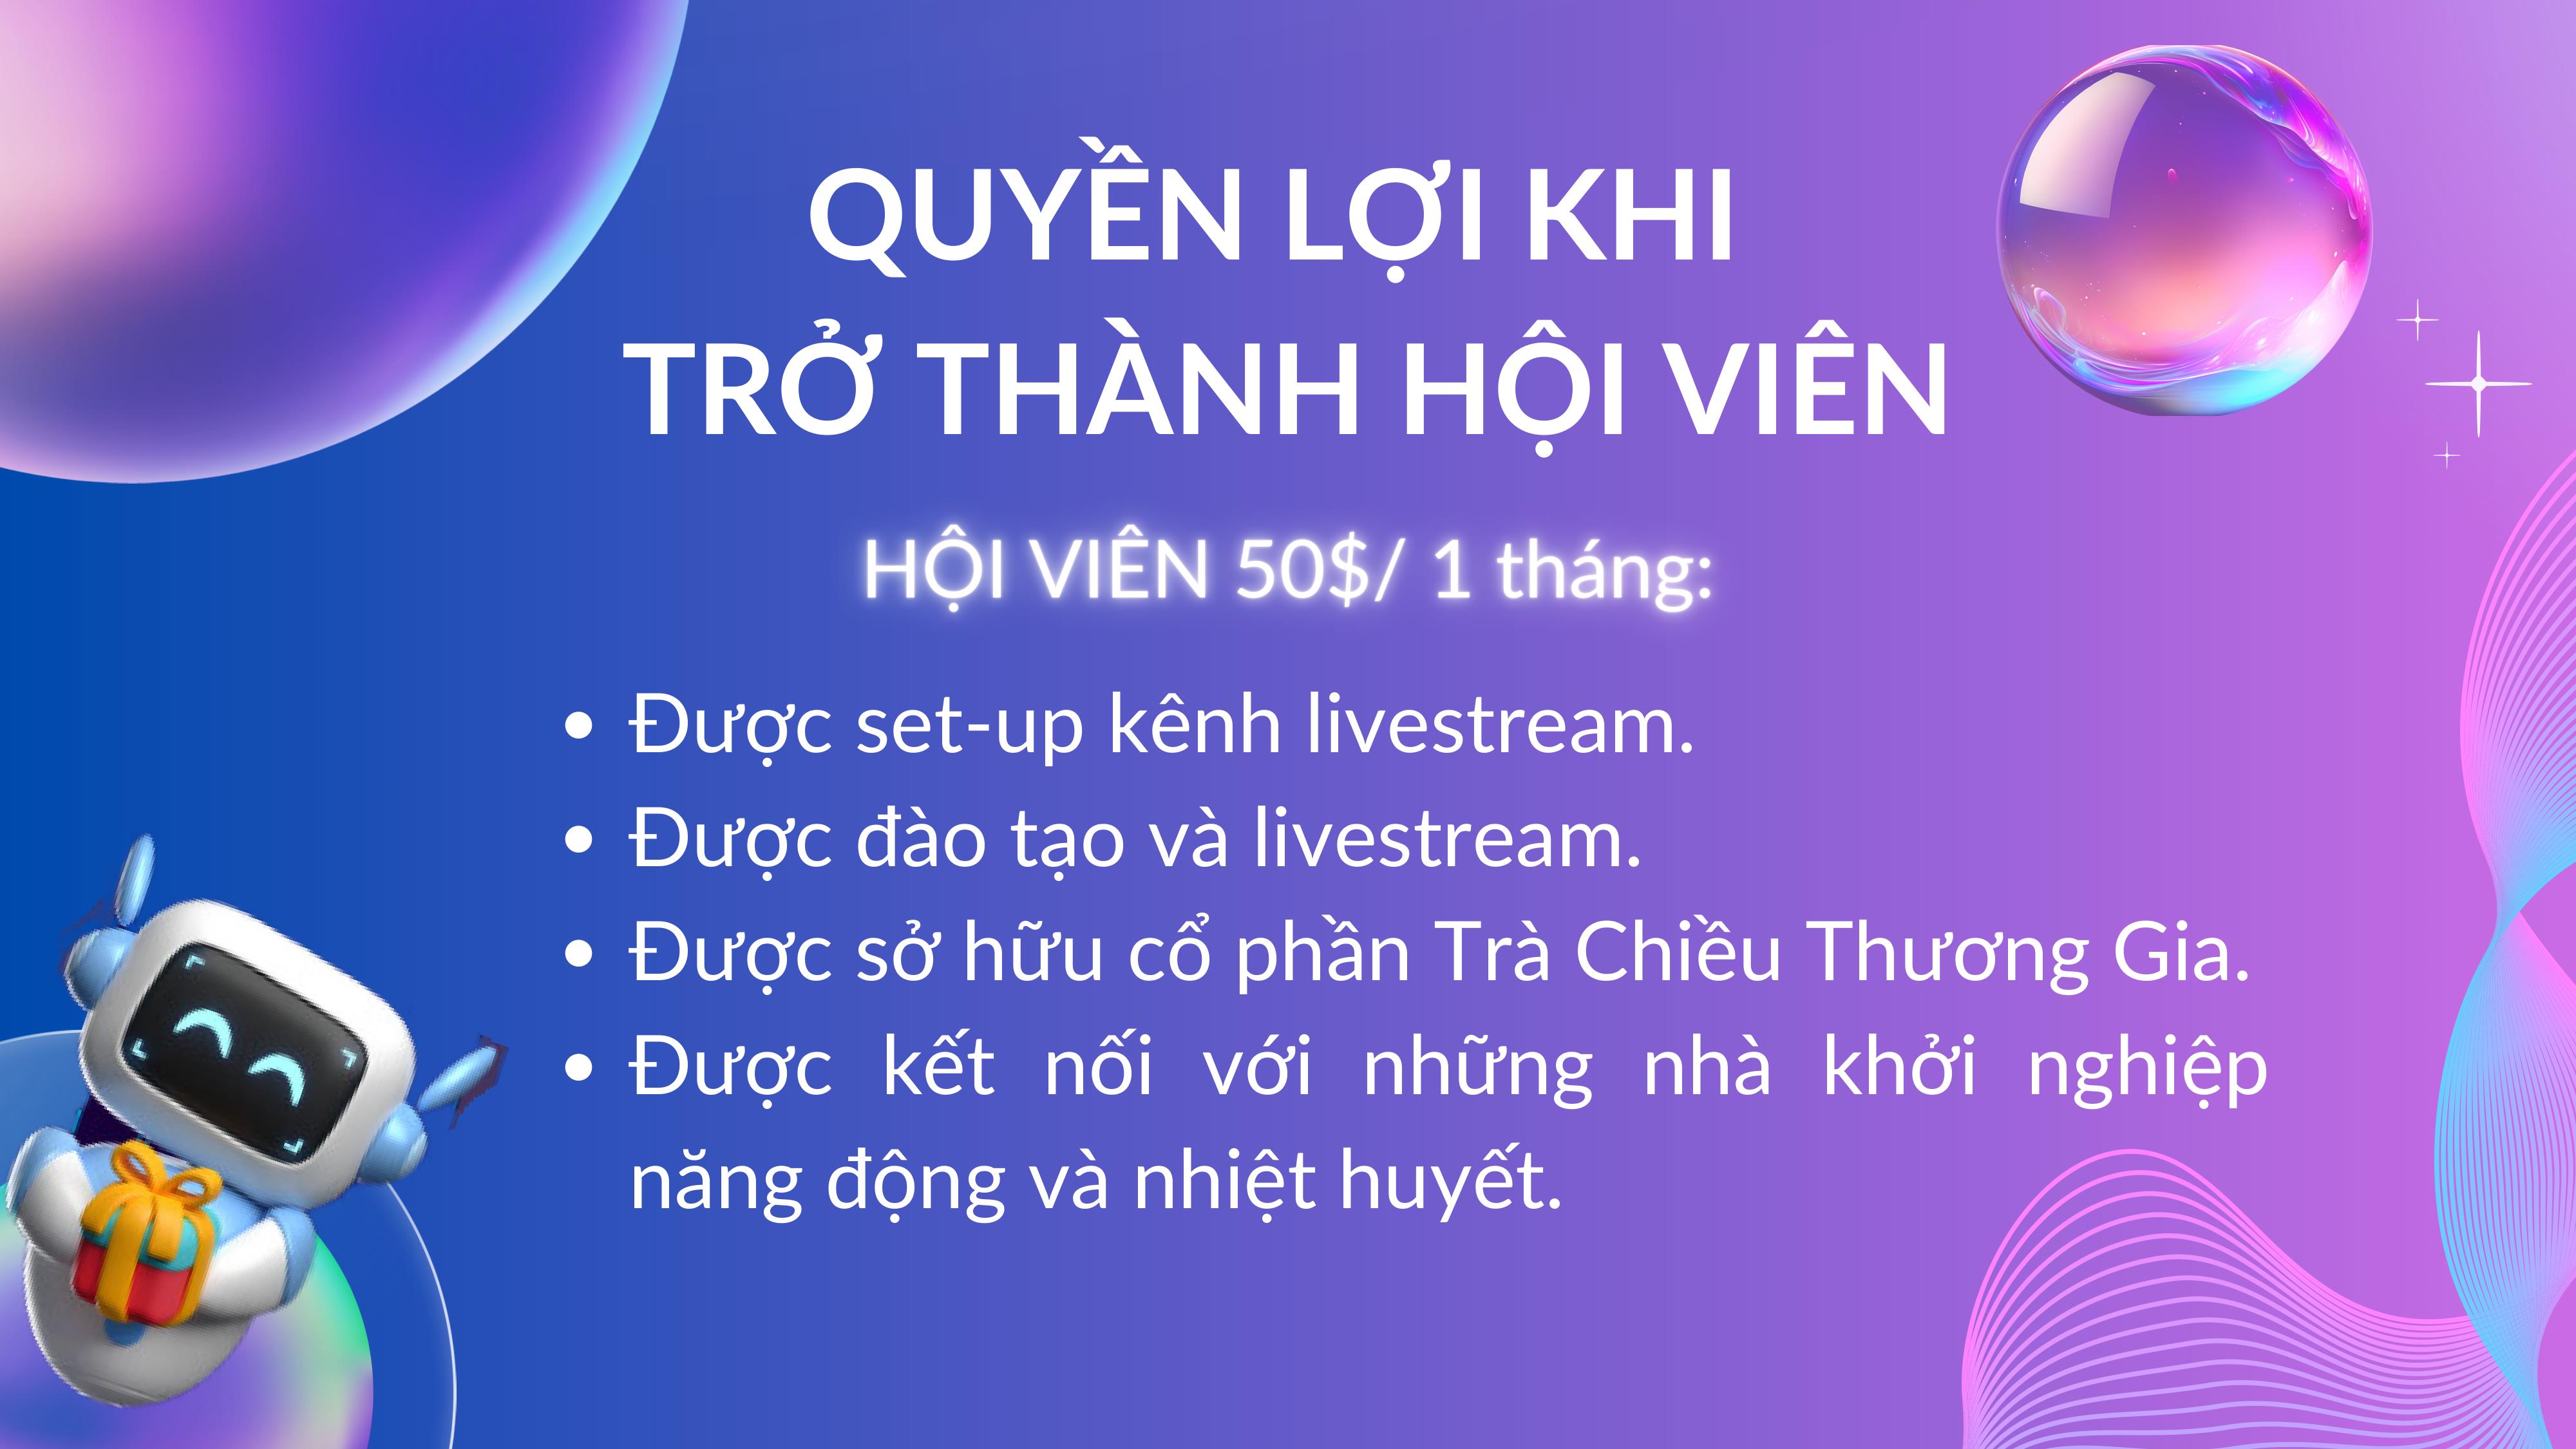 QUYỀN LỢI KHI
TRỞ THÀNH HỘI VIÊN
HỘI VIÊN 50$/ 1 tháng:
• Được set-up kênh livestream.
• Được đào tạo và livestream.
• Được sở hữu cổ phần Trà Chiều Thương Gia.
• Được kết nối với những nhà khởi nghiệp
năng động và nhiệt huyết.